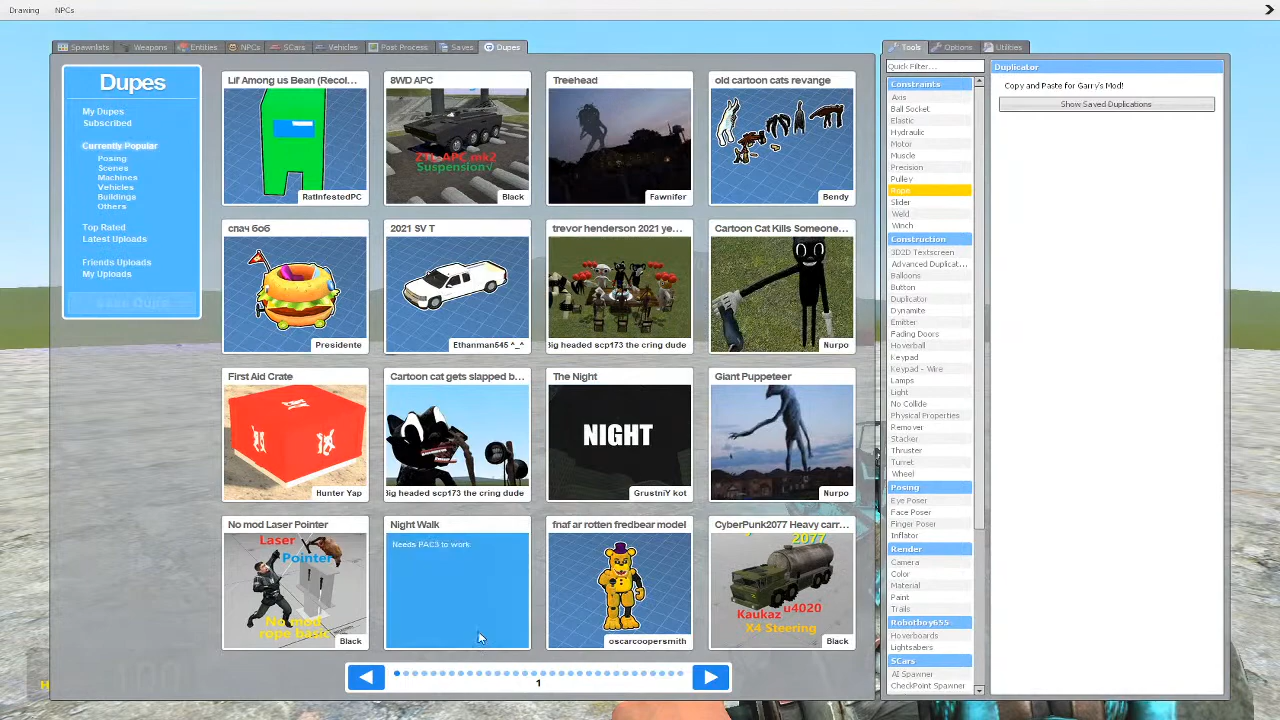 Drawing NPCs
Spawnlists Weapons Entities NPCs SCars Vehicles Post Process Saves Dupes
Dupes
My Dupes
Subscribed
Currently Popular
Posing
Scenes
Machines
Vehicles
Buildings
Others
Top Rated
Latest Uploads
Friends Uploads
My Uploads
Lil' Among us Bean (Recol...
RatInfestedPC
8WD APC
ZTL APC mk2
Suspensionv
Black
Treehead
Fawnifer
old cartoon cats revange
Bendy
спач боб
Presidente
2021 SV T
Ethanman545 ^_^
trevor henderson 2021 ye...
Big headed scp173 the cring dude
Cartoon Cat Kills Someone...
Nurpo
First Aid Crate
Hunter Yap
Cartoon cat gets slapped b...
Big headed scp173 the cring dude
The Night
NIGHT
GrustniY kot
Giant Puppeteer
Nurpo
No mod Laser Pointer
Laser
Pointer
No mod
rope basic
Black
Night Walk
Needs PAC3 to work
fnaf ar rotten fredbear model
oscarcoopersmith
CyberPunk2077 Heavy carr...
2077
Kaukaz u4020
X4 Steering
Black
1
Tools Options Utilities
Quick Filter...
Constraints
Axis
Ball Socket
Elastic
Hydraulic
Motor
Muscle
Precision
Pulley
Rope
Slider
Weld
Winch
Construction
3D2D Textscreen
Advanced Duplicat...
Balloons
Button
Duplicator
Dynamite
Emitter
Fading Doors
Hoverball
Keypad
Keypad - Wire
Lamps
Light
No Collide
Physical Properties
Remover
Stacker
Thruster
Turret
Wheel
Posing
Eye Poser
Face Poser
Finger Poser
Inflator
Render
Camera
Color
Material
Paint
Trails
Robotboy655
Hoverboards
Lightsabers
SCars
AI Spawner
CheckPoint Spawner
Duplicator
Copy and Paste for Garry's Mod!
Show Saved Duplications